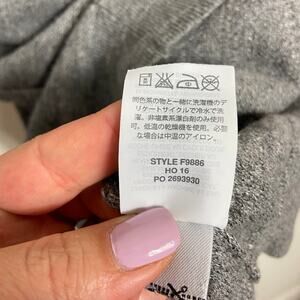 同色系の物と一緒に洗濯機のデ
リケートサイクルで冷水で洗
濯。非塩素系漂白剤のみ使用
可。低温の乾燥機を使用。必要
な場合は中温のアイロン。
STYLE F9886
HO 16
PO 2693930